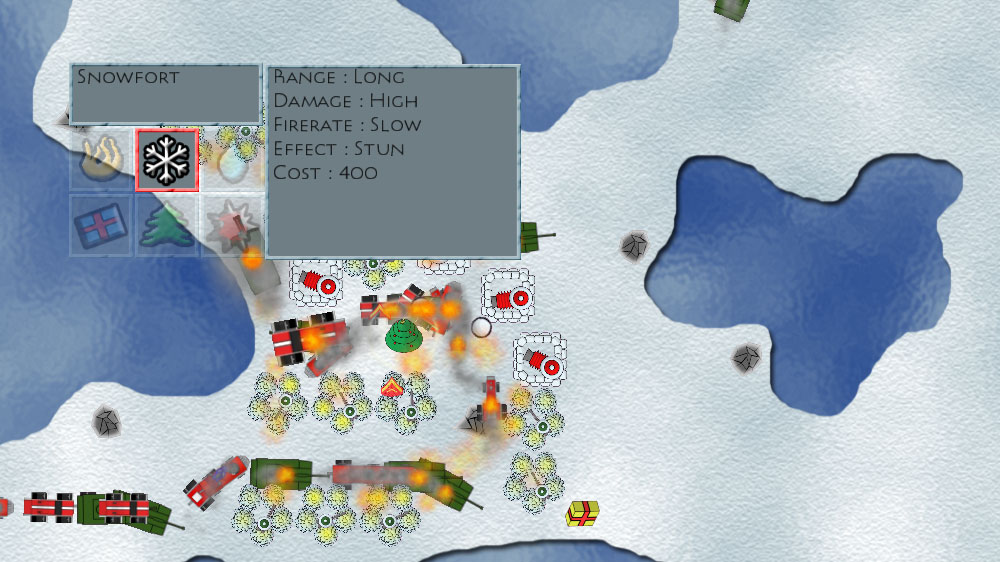 Snowfort
Range : Long
Damage : High
Firerate : Slow
Effect : Stun
Cost : 400